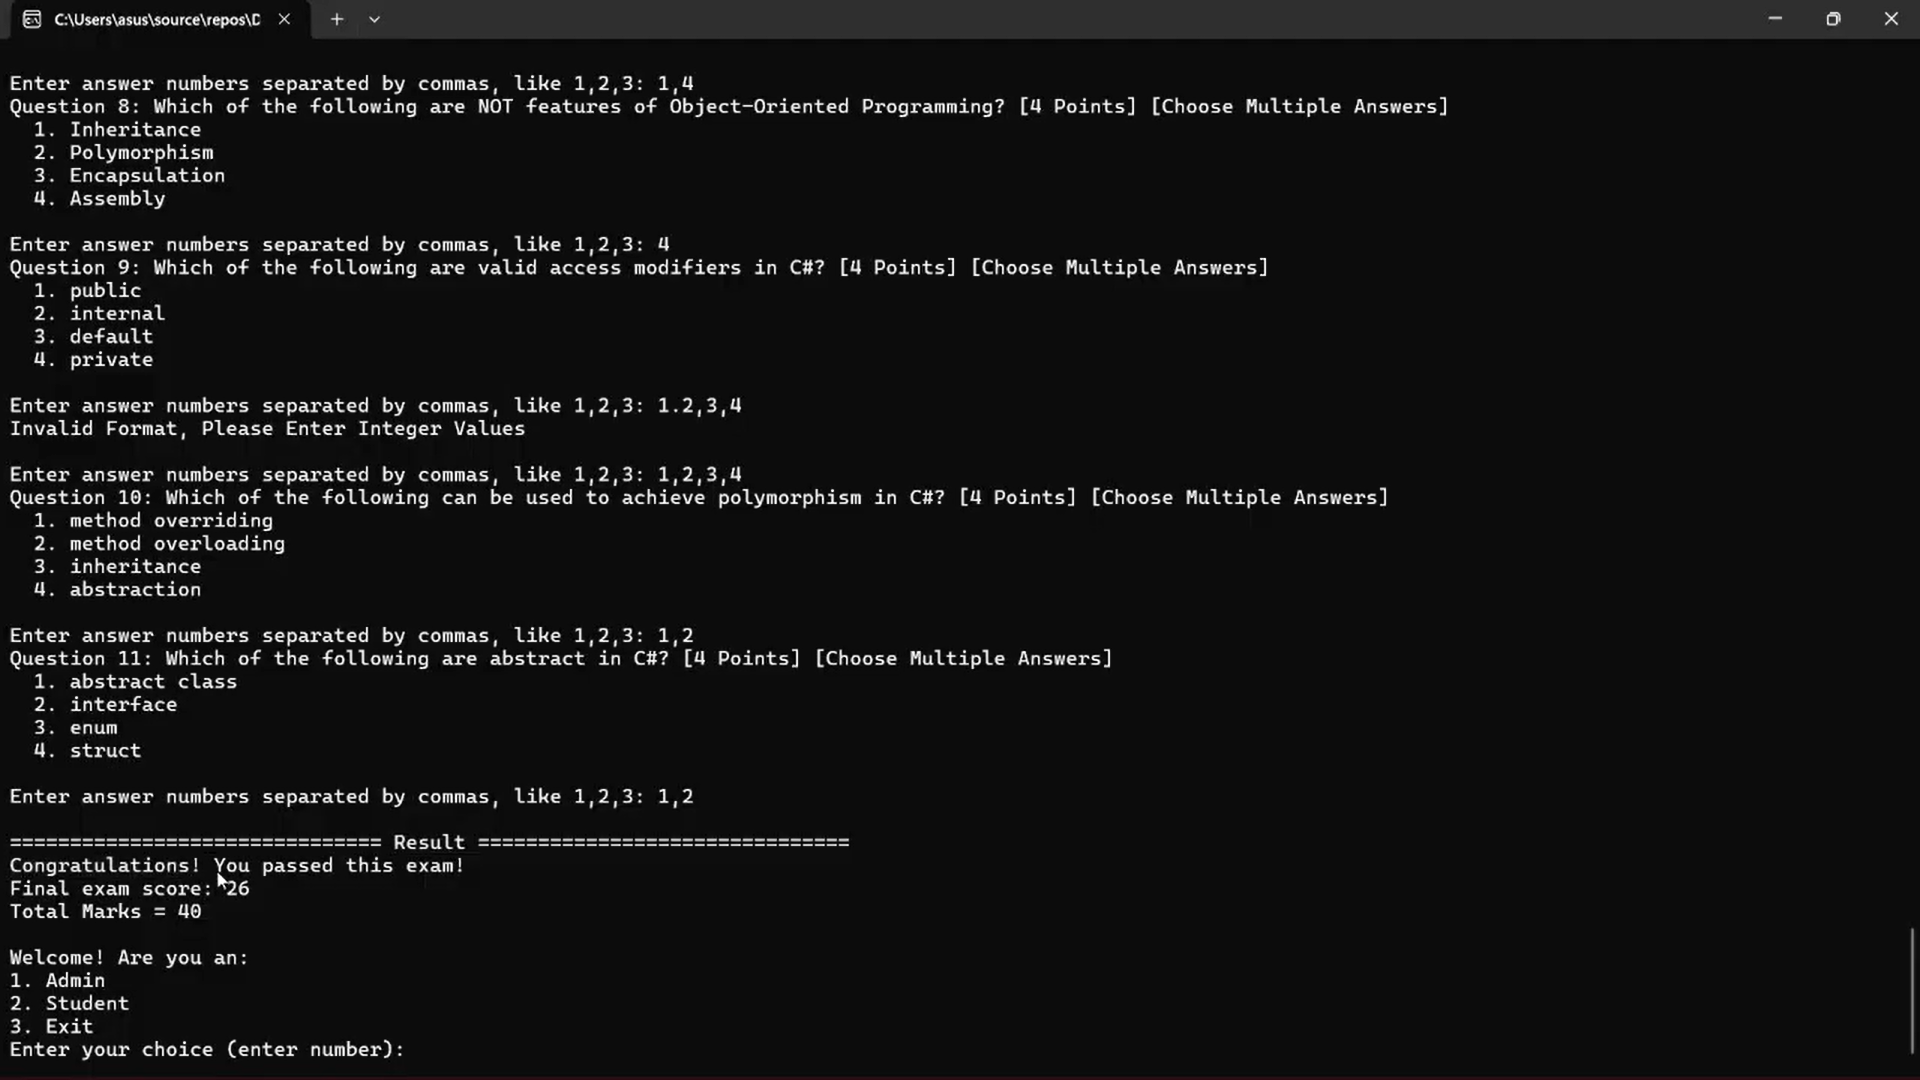 C:\Users\asus\source\repos\D
Enter answer numbers separated by commas, like 1,2,3: 1,4
Question 8: Which of the following are NOT features of Object-Oriented Programming? [4 Points] [Choose Multiple Answers]
1. Inheritance
2. Polymorphism
3. Encapsulation
4. Assembly
Enter answer numbers separated by commas, like 1,2,3: 4
Question 9: Which of the following are valid access modifiers in C#? [4 Points] [Choose Multiple Answers]
1. public
2. internal
3. default
4. private
Enter answer numbers separated by commas, like 1,2,3: 1.2,3,4
Invalid Format, Please Enter Integer Values
Enter answer numbers separated by commas, like 1,2,3: 1,2,3,4
Question 10: Which of the following can be used to achieve polymorphism in C#? [4 Points] [Choose Multiple Answers]
1. method overriding
2. method overloading
3. inheritance
4. abstraction
Enter answer numbers separated by commas, like 1,2,3: 1,2
Question 11: Which of the following are abstract in C#? [4 Points] [Choose Multiple Answers]
1. abstract class
2. interface
3. enum
4. struct
Enter answer numbers separated by commas, like 1,2,3: 1,2
=============================== Result ===============================
Congratulations! You passed this exam!
Final exam score: 26
Total Marks = 40
Welcome! Are you an:
1. Admin
2. Student
3. Exit
Enter your choice (enter number):